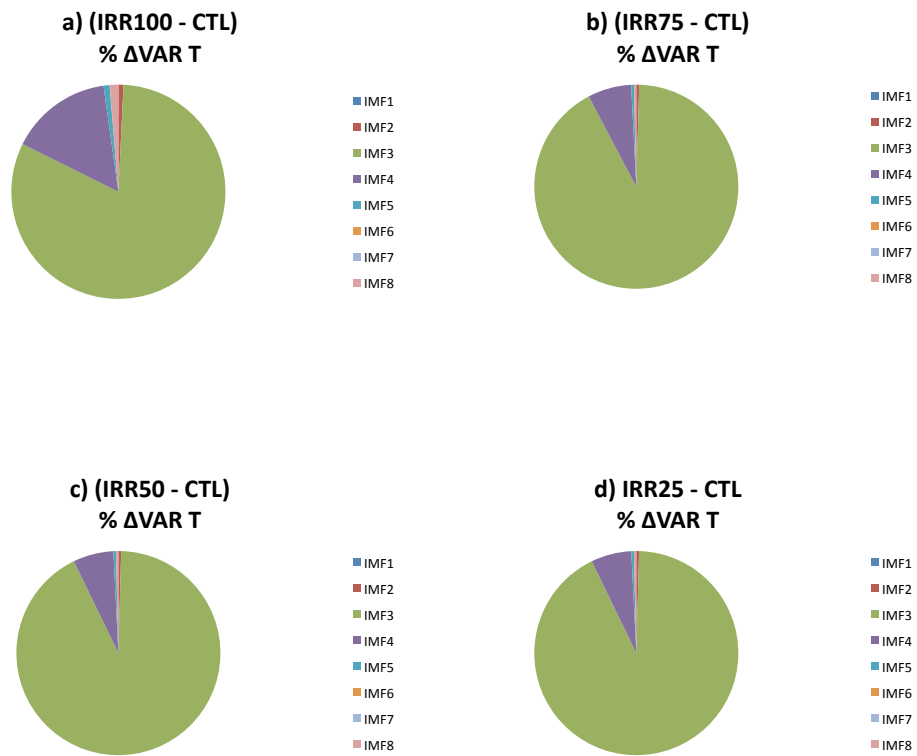 a) (IRR100 - CTL)
% ΔVAR T
IMF1
IMF2
IMF3
IMF4
IMF5
IMF6
IMF7
IMF8
b) (IRR75 - CTL)
% ΔVAR T
IMF1
IMF2
IMF3
IMF4
IMF5
IMF6
IMF7
IMF8
c) (IRR50 - CTL)
% ΔVAR T
IMF1
IMF2
IMF3
IMF4
IMF5
IMF6
IMF7
IMF8
d) IRR25 - CTL
% ΔVAR T
IMF1
IMF2
IMF3
IMF4
IMF5
IMF6
IMF7
IMF8